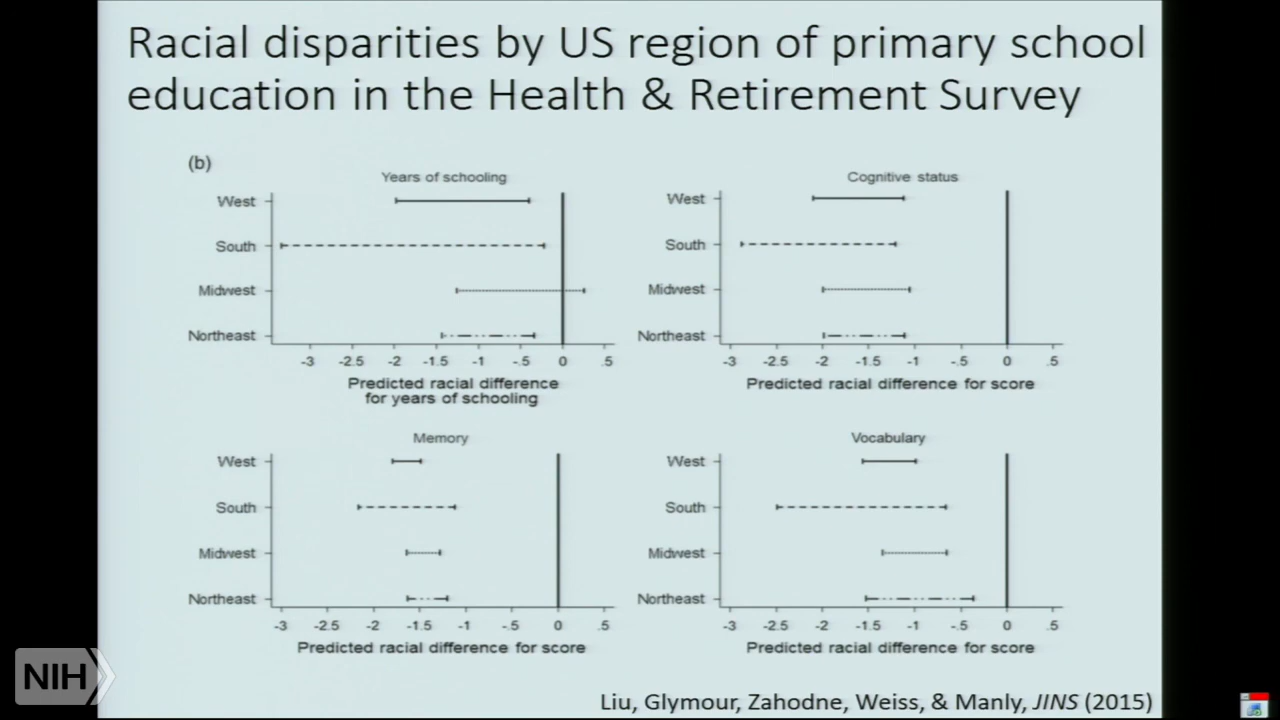 Racial disparities by US region of primary school
education in the Health & Retirement Survey
(b)
Years of schooling
West
South
Midwest
Northeast
-3 -2.5 -2 -1.5 -1 -.5 0 .5
Predicted racial difference
for years of schooling
Cognitive status
West
South
Midwest
Northeast
-3 -2.5 -2 -1.5 -1 -.5 0 .5
Predicted racial difference for score
Memory
West
South
Midwest
Northeast
-3 -2.5 -2 -1.5 -1 -.5 0 .5
Predicted racial difference for score
Vocabulary
West
South
Midwest
Northeast
-3 -2.5 -2 -1.5 -1 -.5 0 .5
Predicted racial difference for score
NIH
Liu, Glymour, Zahodne, Weiss, & Manly, JINS (2015)